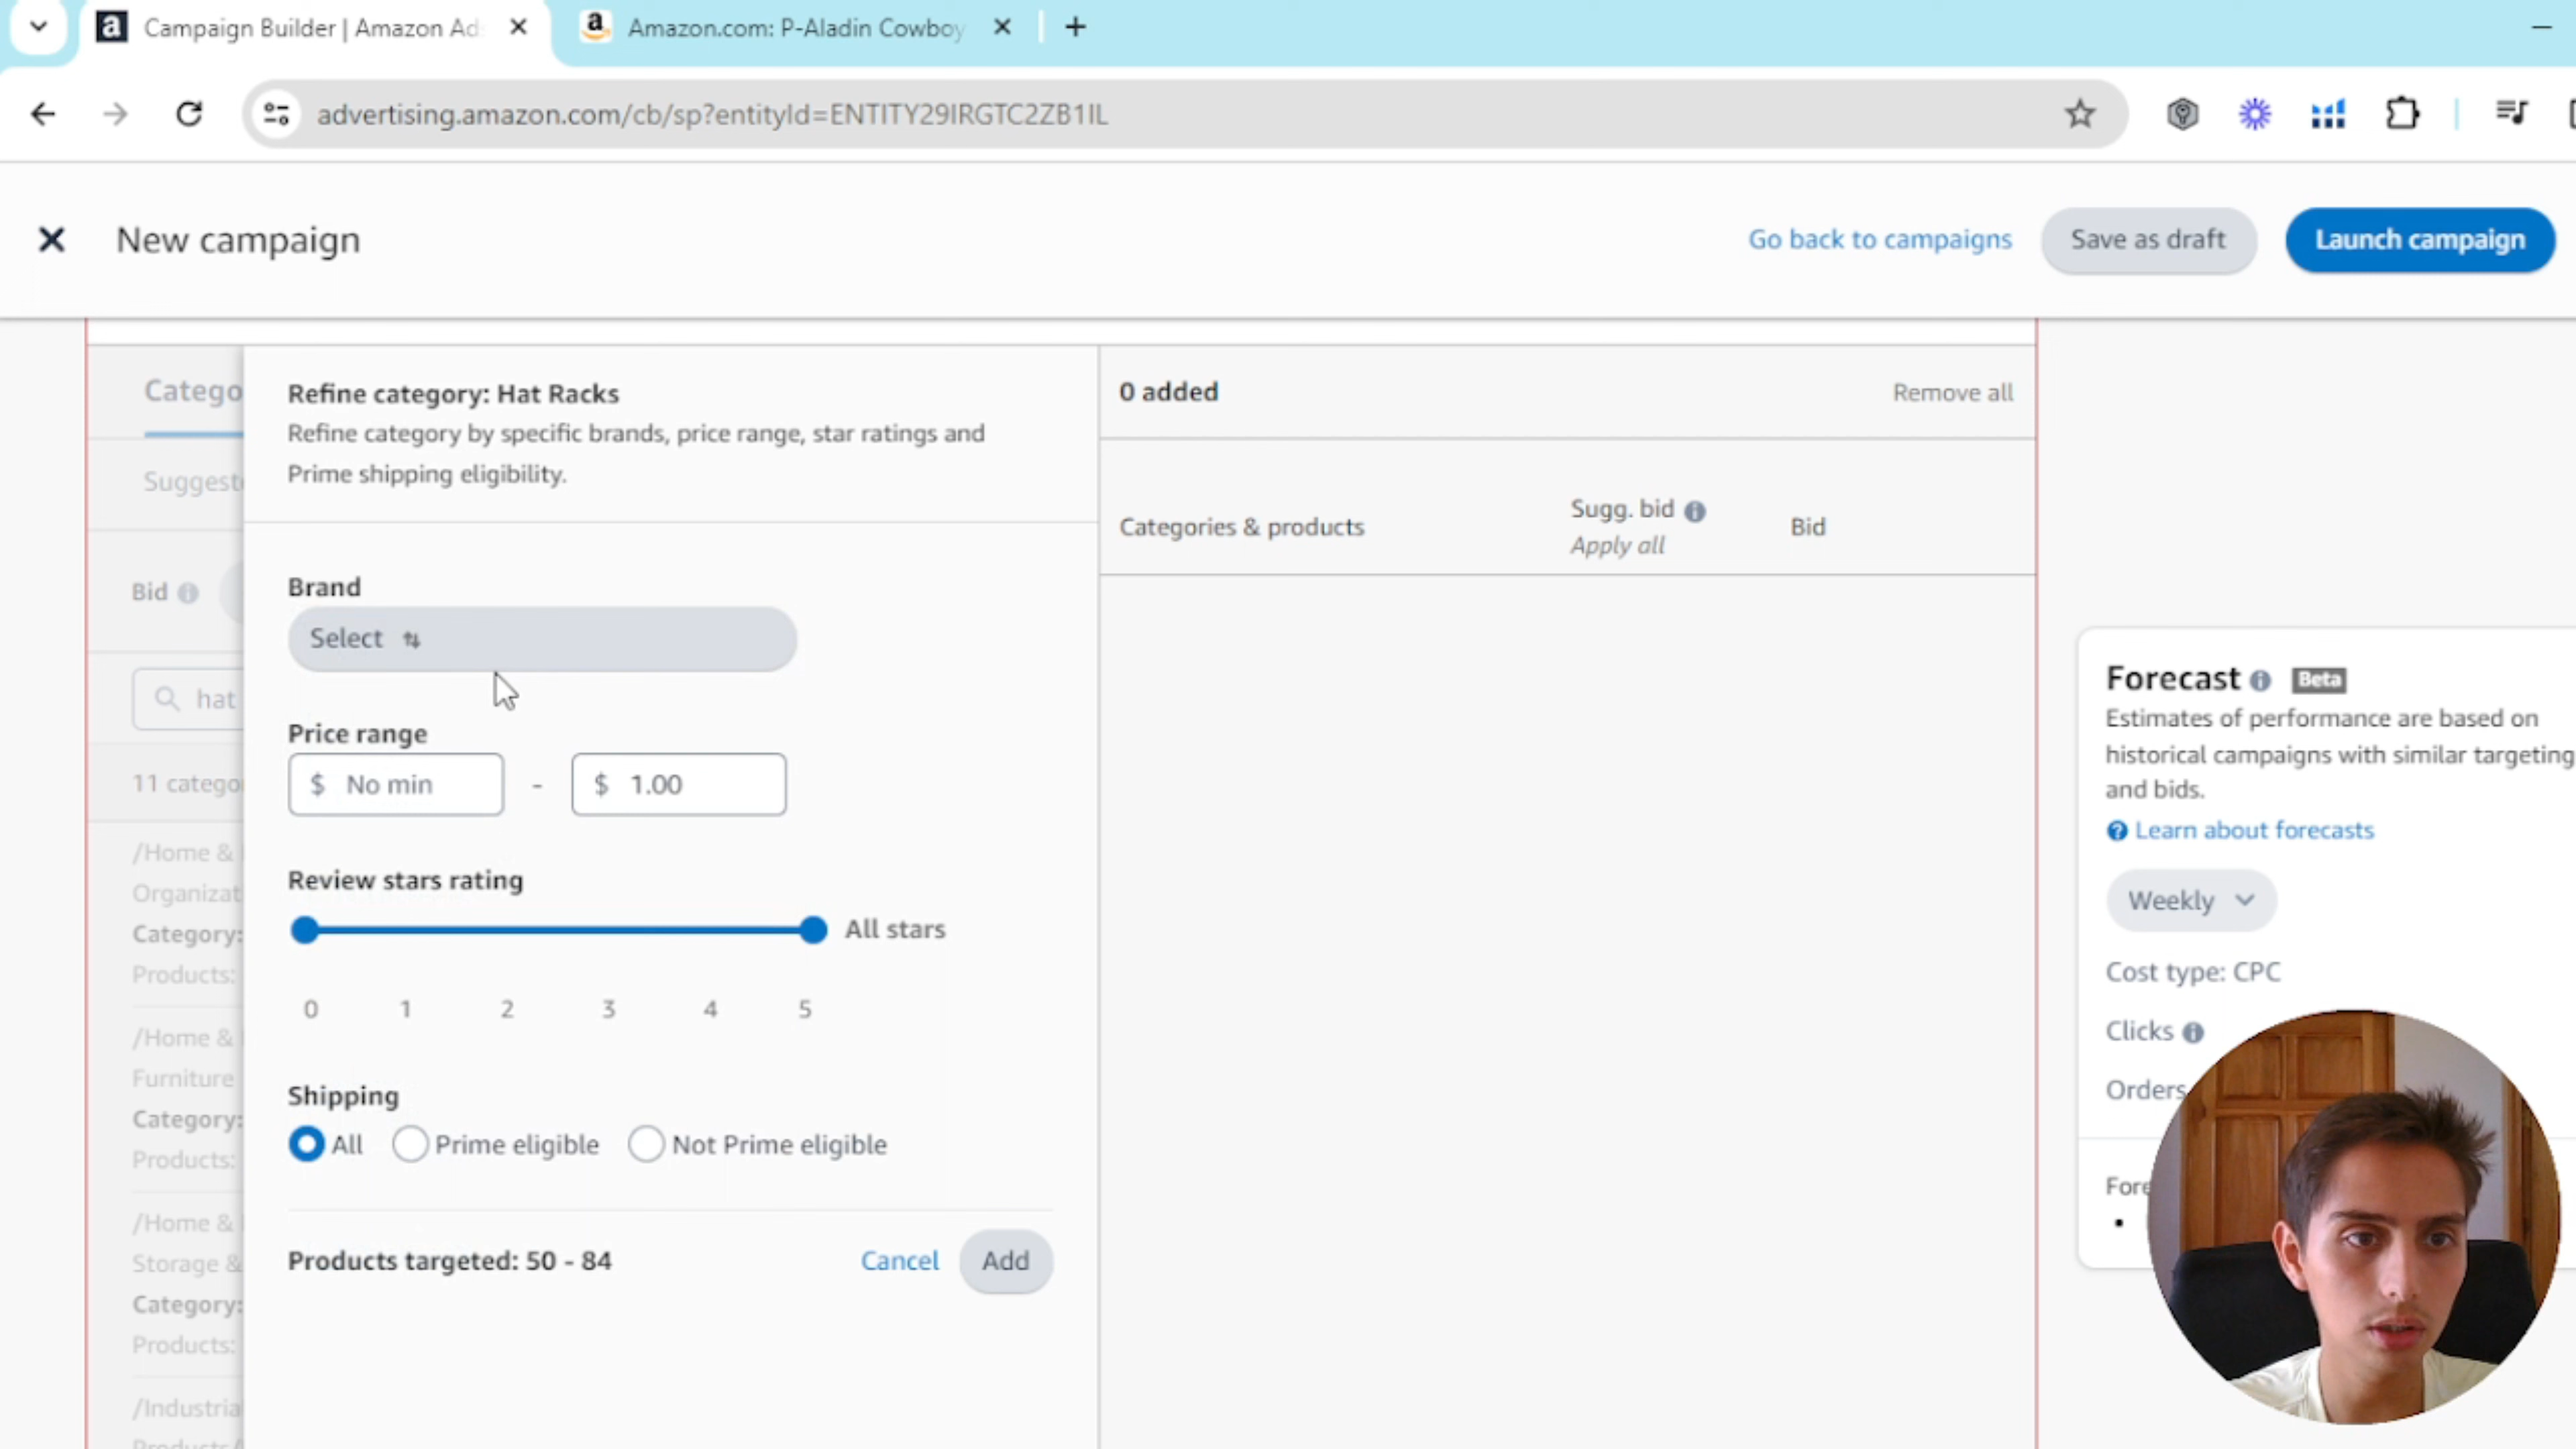 Campaign Builder | Amazon Ads
Amazon.com: P-Aladin Cowboy
advertising.amazon.com/cb/sp?entityId=ENTITY29IRGTC2ZB1IL
New campaign
Go back to campaigns
Save as draft
Launch campaign
Catego
Suggest
Bid
hat
11 catego
/Home &
Organizat
Category:
Products:
/Home &
Furniture
Category:
Products:
/Home &
Storage &
Category:
Products:
/Industria
Products/
Refine category: Hat Racks
Refine category by specific brands, price range, star ratings and
Prime shipping eligibility.
Brand
Select
Price range
$ No min - $ 1.00
Review stars rating
All stars
0 1 2 3 4 5
Shipping
All Prime eligible Not Prime eligible
Products targeted: 50 - 84
Cancel
Add
0 added
Remove all
Categories & products
Sugg. bid
Apply all
Bid
Forecast Beta
Estimates of performance are based on
historical campaigns with similar targeting
and bids.
Learn about forecasts
Weekly
Cost type: CPC
Clicks
Orders
Fore